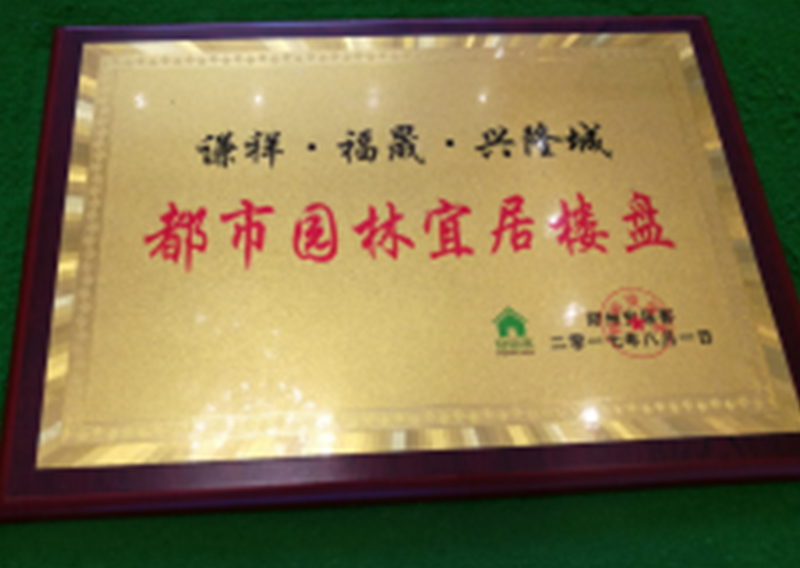 谦祥·福晟·兴隆城
都市园林宜居楼盘
二零一七年八月一日